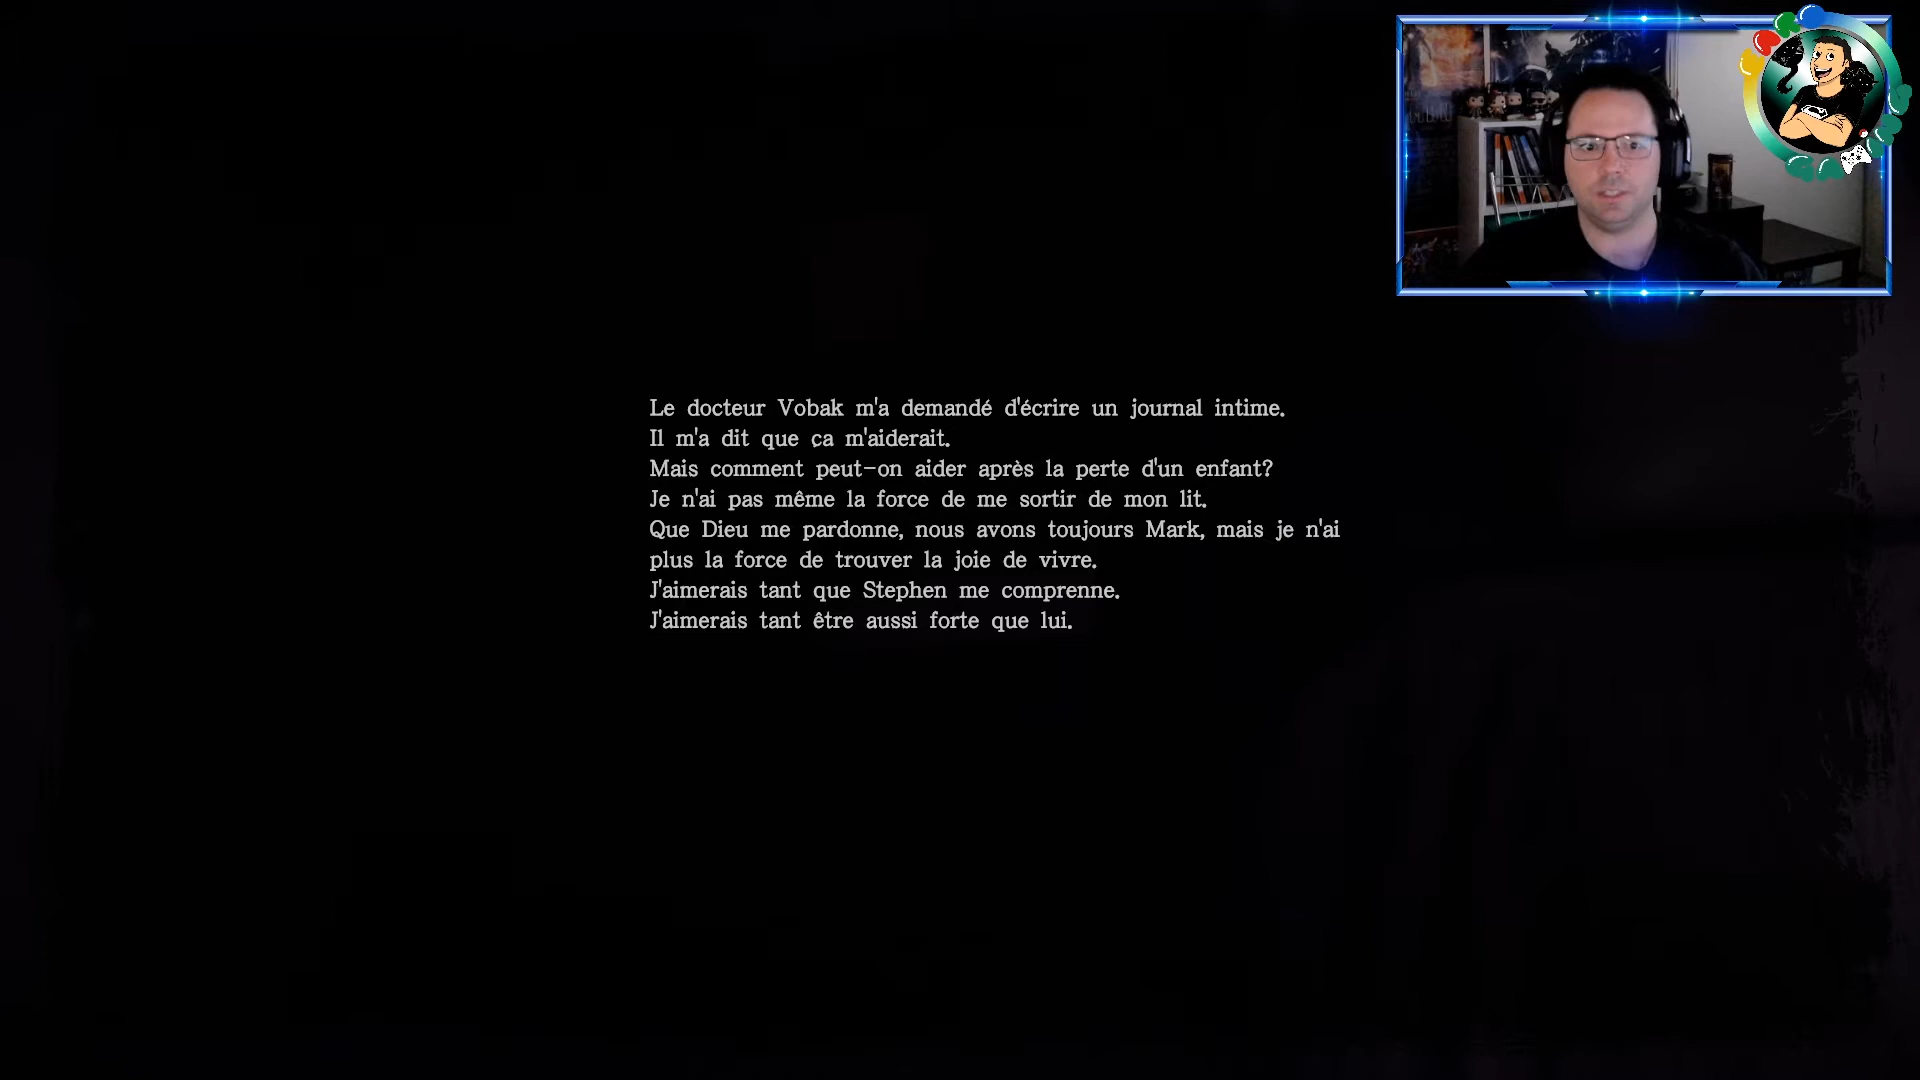 Le docteur Vobak m'a demandé d'écrire un journal intime.
Il m'a dit que ça m'aiderait.
Mais comment peut-on aider après la perte d'un enfant?
Je n'ai pas même la force de me sortir de mon lit.
Que Dieu me pardonne, nous avons toujours Mark, mais je n'ai
plus la force de trouver la joie de vivre.
J'aimerais tant que Stephen me comprenne.
J'aimerais tant être aussi forte que lui.